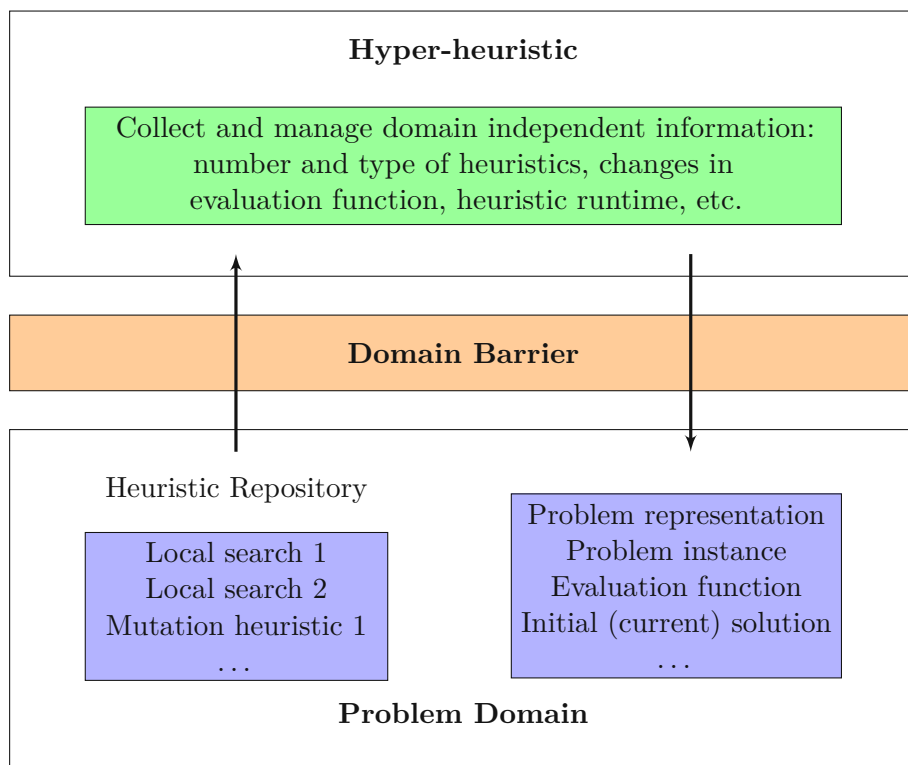 Hyper-heuristic
Collect and manage domain independent information:
number and type of heuristics, changes in
evaluation function, heuristic runtime, etc.
Domain Barrier
Heuristic Repository
Local search 1
Local search 2
Mutation heuristic 1
...
Problem representation
Problem instance
Evaluation function
Initial (current) solution
...
Problem Domain